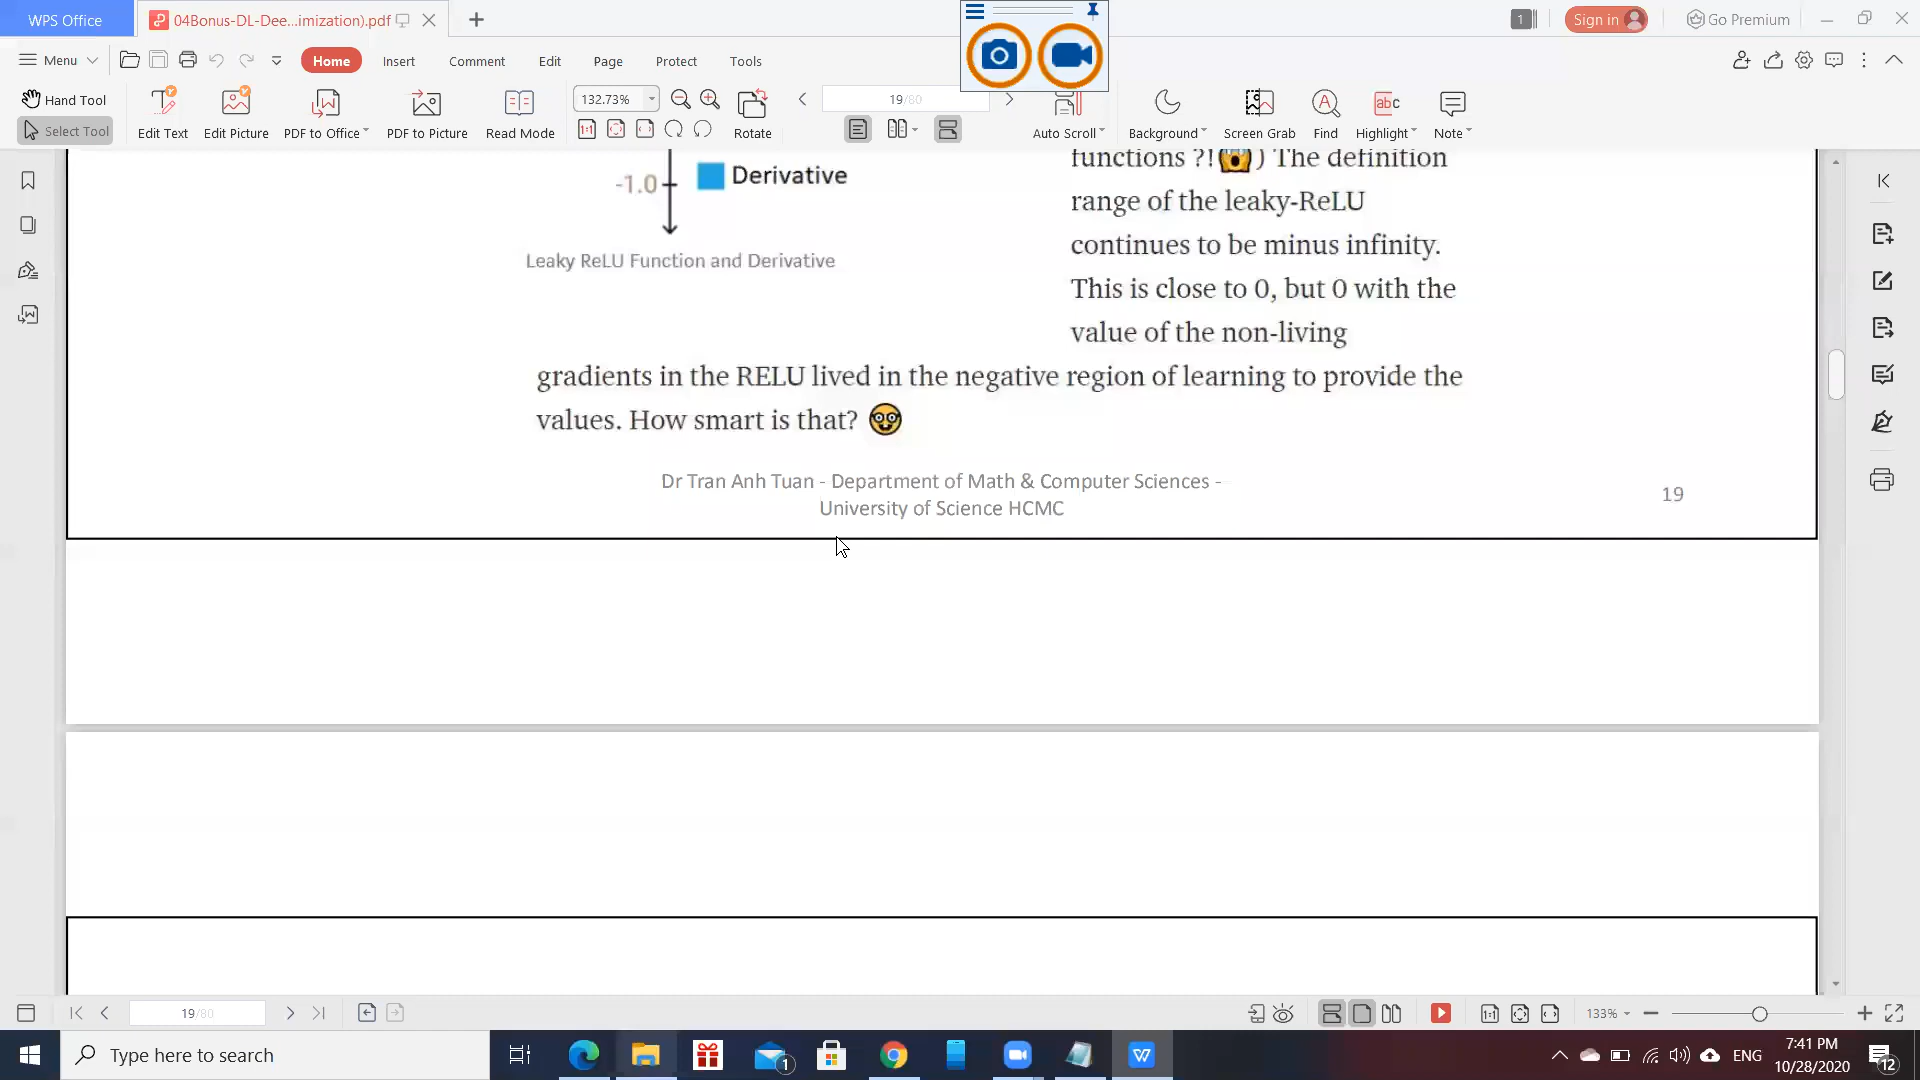 WPS Office
04Bonus-DL-Dee...imization).pdf
1
Sign in
Go Premium
Menu
Home
Insert
Comment
Edit
Page
Protect
Tools
Hand Tool
Select Tool
Edit Text
Edit Picture
PDF to Office
PDF to Picture
Read Mode
132.73%
Rotate
19/80
Auto Scroll
Background
Screen Grab
Find
Highlight
Note
-1.0
Derivative
Leaky ReLU Function and Derivative
functions ?!😱) The definition
range of the leaky-ReLU
continues to be minus infinity.
This is close to 0, but 0 with the
value of the non-living
gradients in the RELU lived in the negative region of learning to provide the
values. How smart is that? 🤓
Dr Tran Anh Tuan - Department of Math & Computer Sciences -
University of Science HCMC
19
19/80
133%
Type here to search
1
ENG
7:41 PM
10/28/2020
12